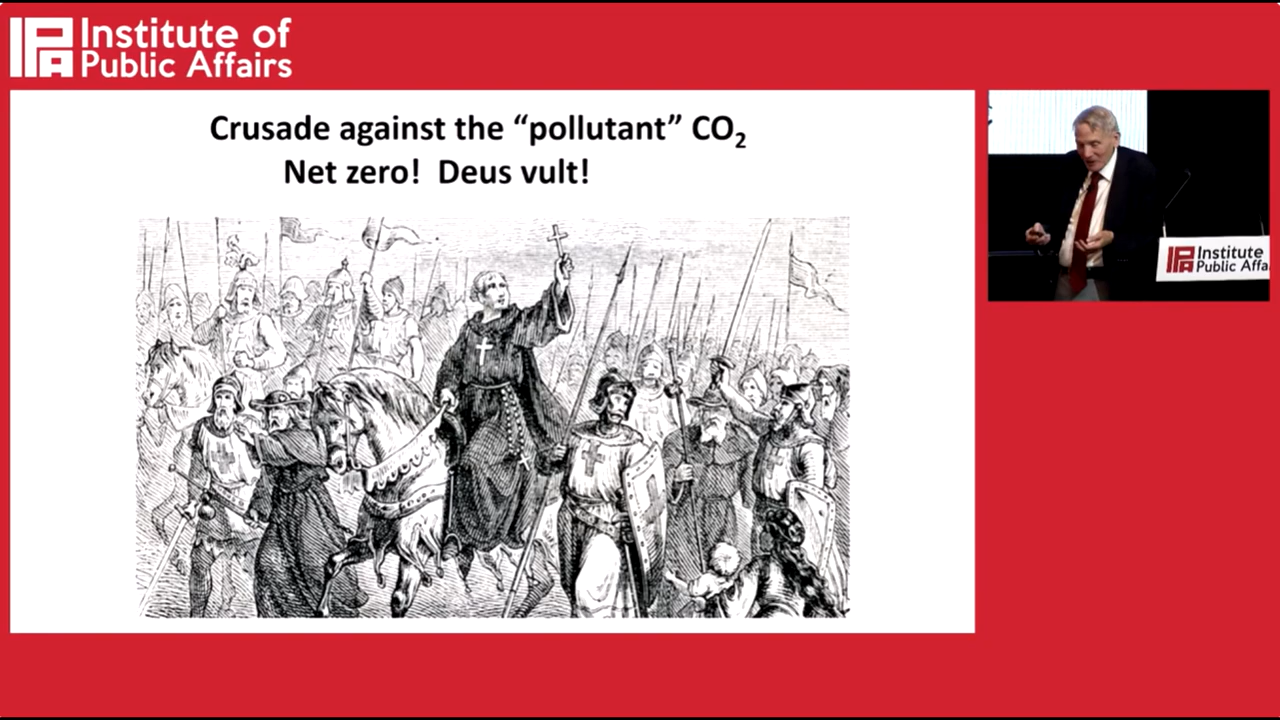 Institute of
Public Affairs
Crusade against the “pollutant” CO₂
Net zero!  Deus vult!
Institute
Public Affa